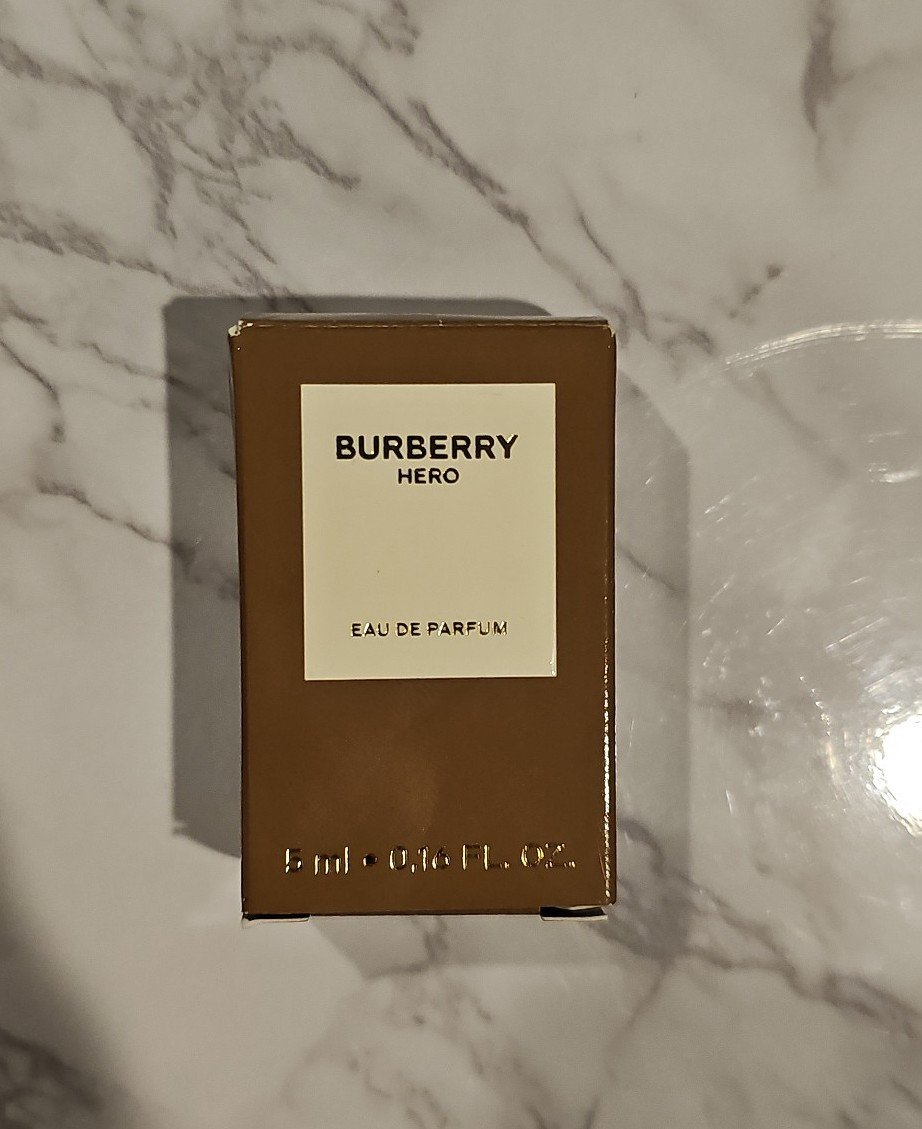 BURBERRY
HERO
EAU DE PARFUM
5 ml • 0.16 FL. OZ.